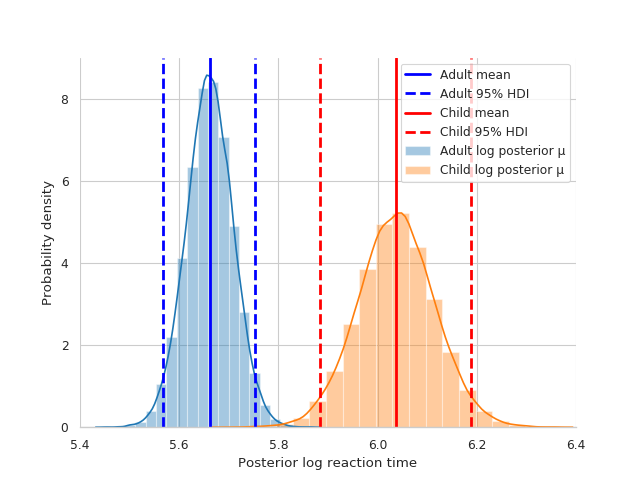 Adult mean
Adult 95% HDI
Child mean
Child 95% HDI
Adult log posterior μ
Child log posterior μ
Probability density
8
6
4
2
0
5.4 5.6 5.8 6.0 6.2 6.4
Posterior log reaction time